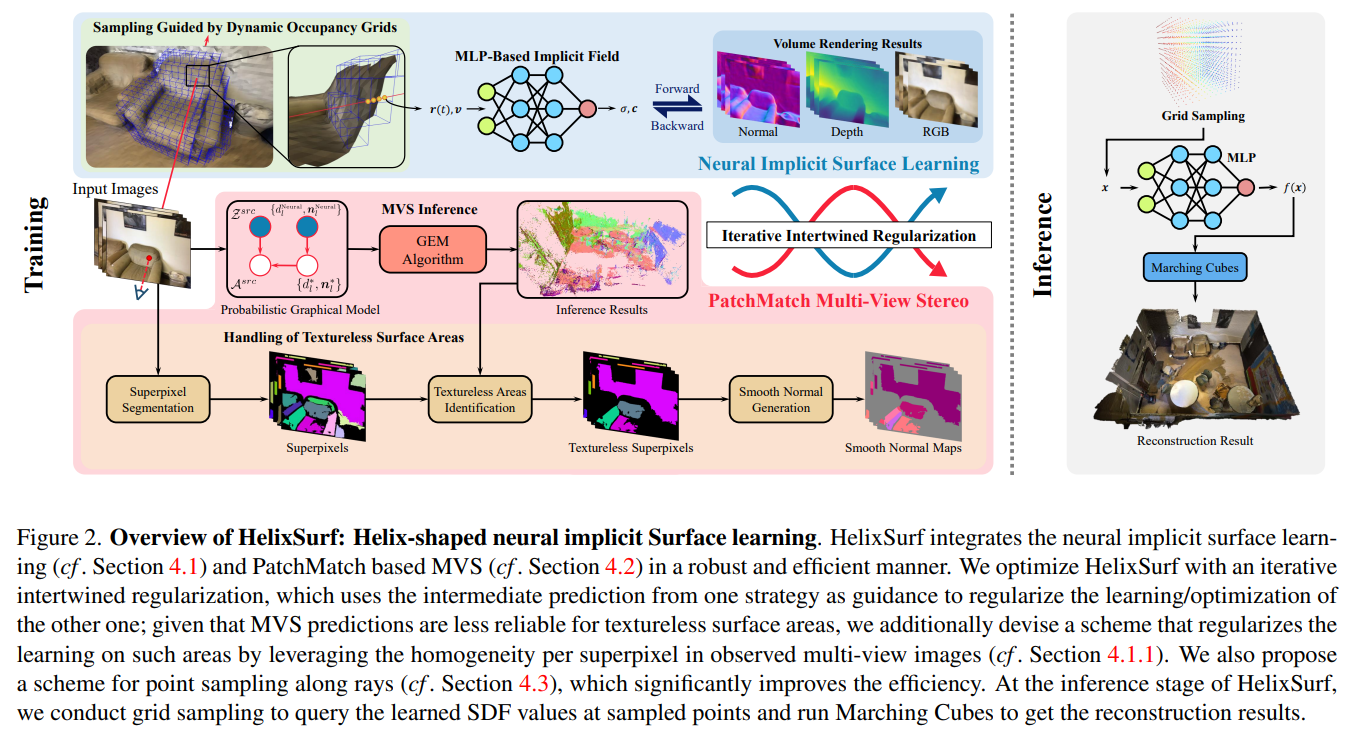 Sampling Guided by Dynamic Occupancy Grids
MLP-Based Implicit Field
r(t), v
σ, c
Forward
Backward
Volume Rendering Results
Normal
Depth
RGB
Neural Implicit Surface Learning
Training
Input Images
Z^src
{d_l^Neural, n_l^Neural}
A^src
{d_l^*, n_l^*}
Probabilistic Graphical Model
MVS Inference
GEM
Algorithm
Inference Results
Iterative Intertwined Regularization
PatchMatch Multi-View Stereo
Handling of Textureless Surface Areas
Superpixel
Segmentation
Superpixels
Textureless Areas
Identification
Textureless Superpixels
Smooth Normal
Generation
Smooth Normal Maps
Inference
Grid Sampling
MLP
x
f(x)
Marching Cubes
Reconstruction Result
Figure 2. Overview of HelixSurf: Helix-shaped neural implicit Surface learning. HelixSurf integrates the neural implicit surface learn-
ing (cf. Section 4.1) and PatchMatch based MVS (cf. Section 4.2) in a robust and efficient manner. We optimize HelixSurf with an iterative
intertwined regularization, which uses the intermediate prediction from one strategy as guidance to regularize the learning/optimization of
the other one; given that MVS predictions are less reliable for textureless surface areas, we additionally devise a scheme that regularizes the
learning on such areas by leveraging the homogeneity per superpixel in observed multi-view images (cf. Section 4.1.1). We also propose
a scheme for point sampling along rays (cf. Section 4.3), which significantly improves the efficiency. At the inference stage of HelixSurf,
we conduct grid sampling to query the learned SDF values at sampled points and run Marching Cubes to get the reconstruction results.